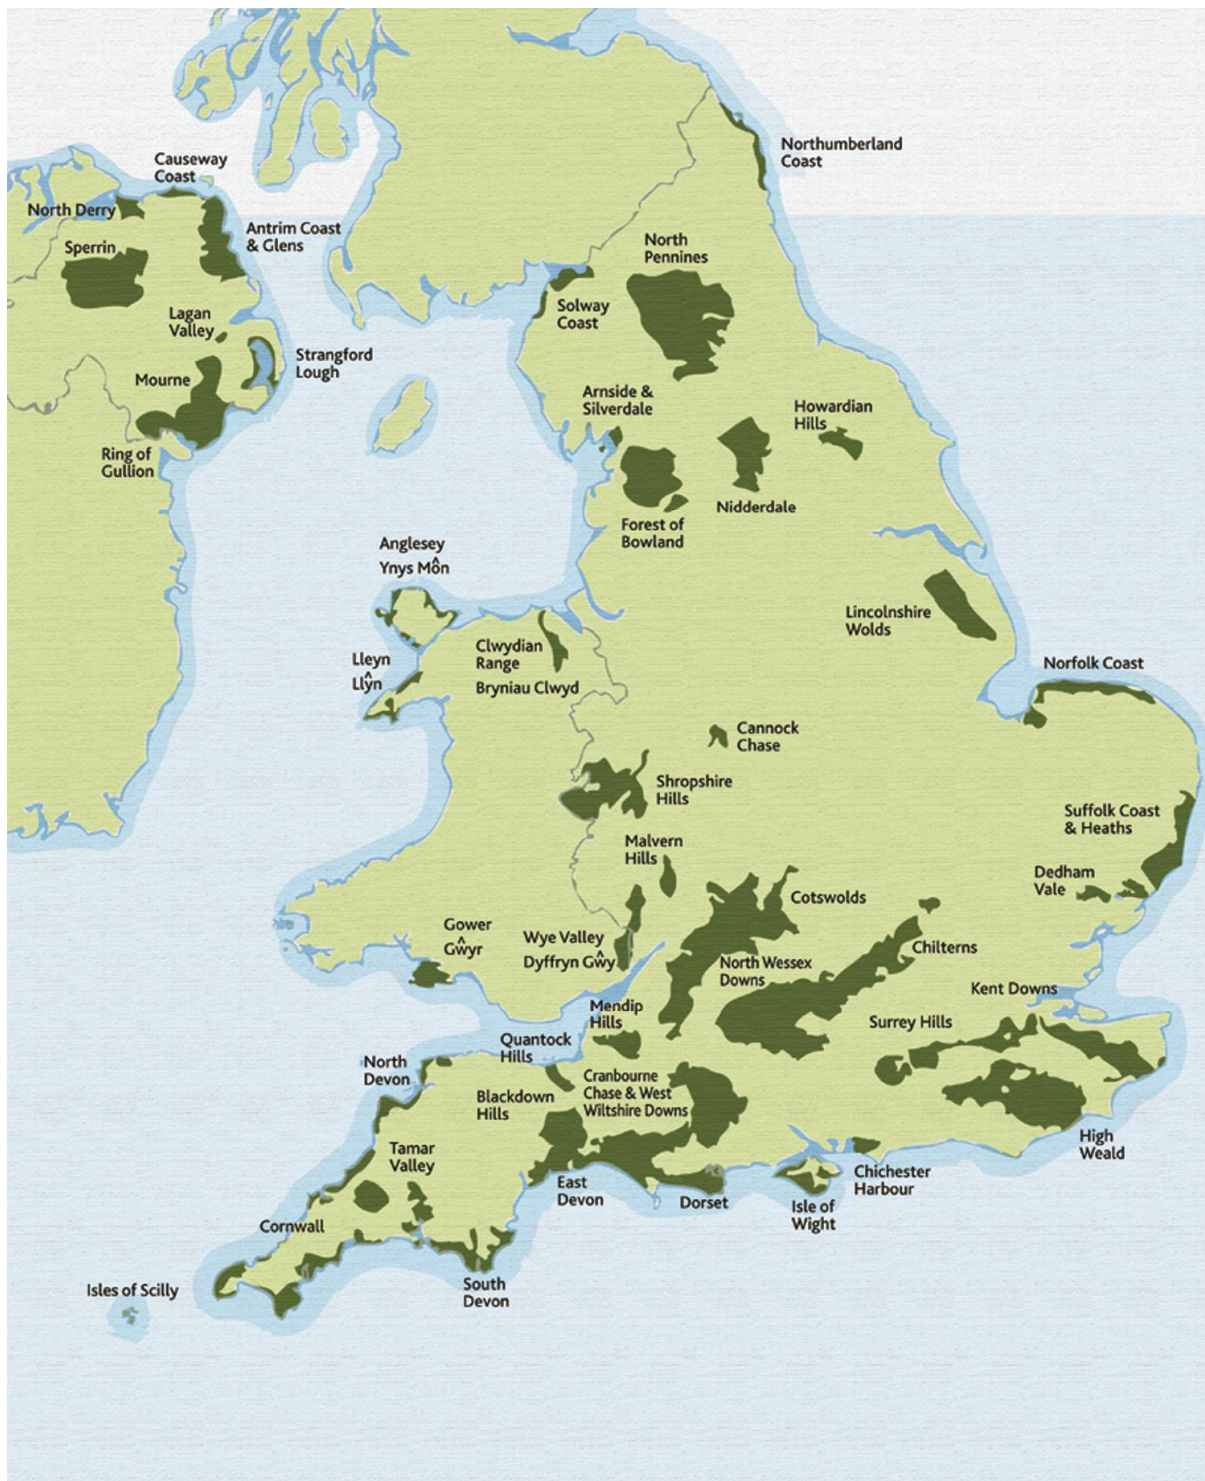 Northumberland
Coast
Causeway
Coast
North Derry
Antrim Coast
& Glens
Sperrin
North
Pennines
Solway
Coast
Lagan
Valley
Strangford
Lough
Mourne
Arnside &
Silverdale
Howardian
Hills
Ring of
Gullion
Nidderdale
Forest of
Bowland
Anglesey
Ynys Môn
Lincolnshire
Wolds
Clwydian
Range
Bryniau Clwyd
Lleyn
Llŷn
Norfolk Coast
Cannock
Chase
Shropshire
Hills
Suffolk Coast
& Heaths
Malvern
Hills
Dedham
Vale
Cotswolds
Gower
Gŵyr
Wye Valley
Dyffryn Gŵy
Chilterns
North Wessex
Downs
Kent Downs
Mendip
Hills
Surrey Hills
Quantock
Hills
North
Devon
Cranbourne
Chase & West
Wiltshire Downs
Blackdown
Hills
High
Weald
Tamar
Valley
Chichester
Harbour
East
Devon
Dorset
Isle of
Wight
Cornwall
Isles of Scilly
South
Devon